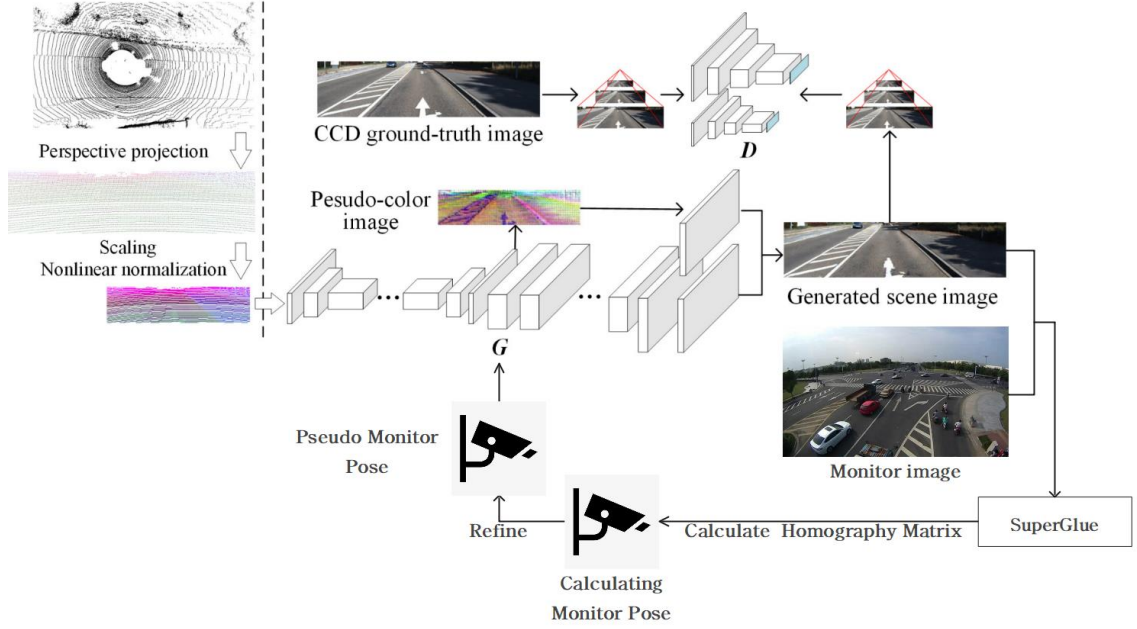 Perspective projection
Scaling
Nonlinear normalization
CCD ground-truth image
D
Pesudo-color
image
G
Generated scene image
Monitor image
Pseudo Monitor
Pose
Refine
Calculate Homography Matrix
SuperGlue
Calculating
Monitor Pose